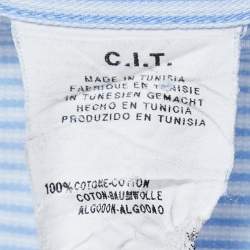 C.I.T.
MADE IN TUNISIA
FABRIQUE EN TUNISIE
IN TUNESIEN GEMACHT
HECHO EN TUNICIA
PRODUZIDO EN TUNISIA
100% COTONE-COTTON
COTON-BAUMWOLLE
ALGODON-ALGODAO